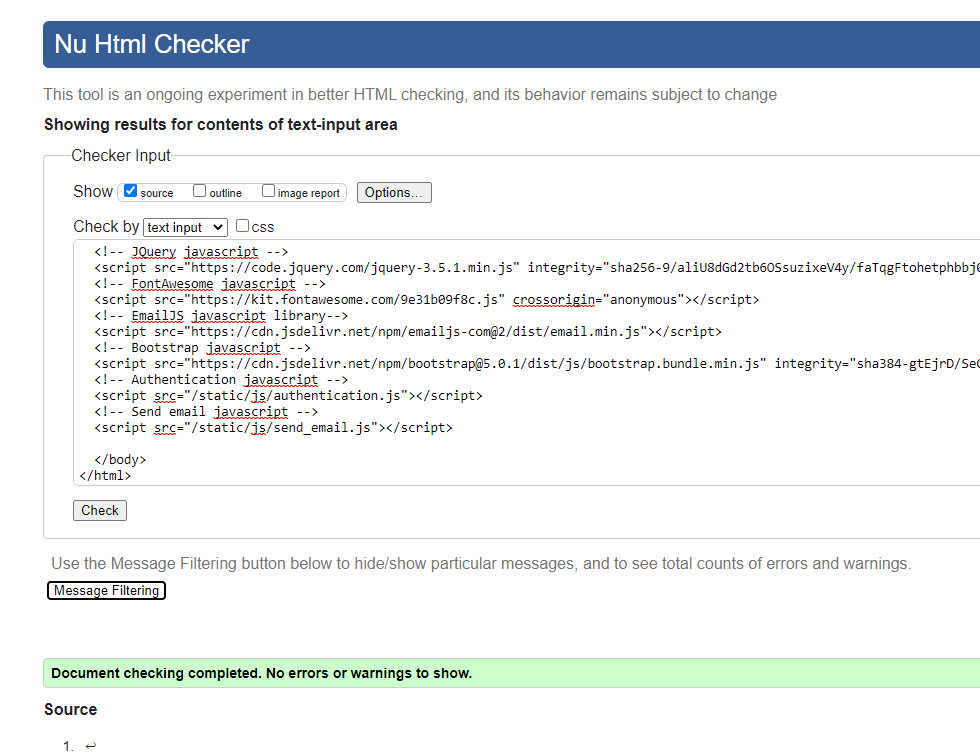 Nu Html Checker
This tool is an ongoing experiment in better HTML checking, and its behavior remains subject to change
Showing results for contents of text-input area
Checker Input
Show source outline image report Options...
Check by text input css
<!-- JQuery javascript -->
<script src="https://code.jquery.com/jquery-3.5.1.min.js" integrity="sha256-9/aliU8dGd2tb6OSsuzixeV4y/faTqgFtohetphbbj0
<!-- FontAwesome javascript -->
<script src="https://kit.fontawesome.com/9e31b09f8c.js" crossorigin="anonymous"></script>
<!-- EmailJS javascript library-->
<script src="https://cdn.jsdelivr.net/npm/emailjs-com@2/dist/email.min.js"></script>
<!-- Bootstrap javascript -->
<script src="https://cdn.jsdelivr.net/npm/bootstrap@5.0.1/dist/js/bootstrap.bundle.min.js" integrity="sha384-gtEjrD/SeC
<!-- Authentication javascript -->
<script src="/static/js/authentication.js"></script>
<!-- Send email javascript -->
<script src="/static/js/send_email.js"></script>
</body>
</html>
Check
Use the Message Filtering button below to hide/show particular messages, and to see total counts of errors and warnings.
Message Filtering
Document checking completed. No errors or warnings to show.
Source
1. ↩